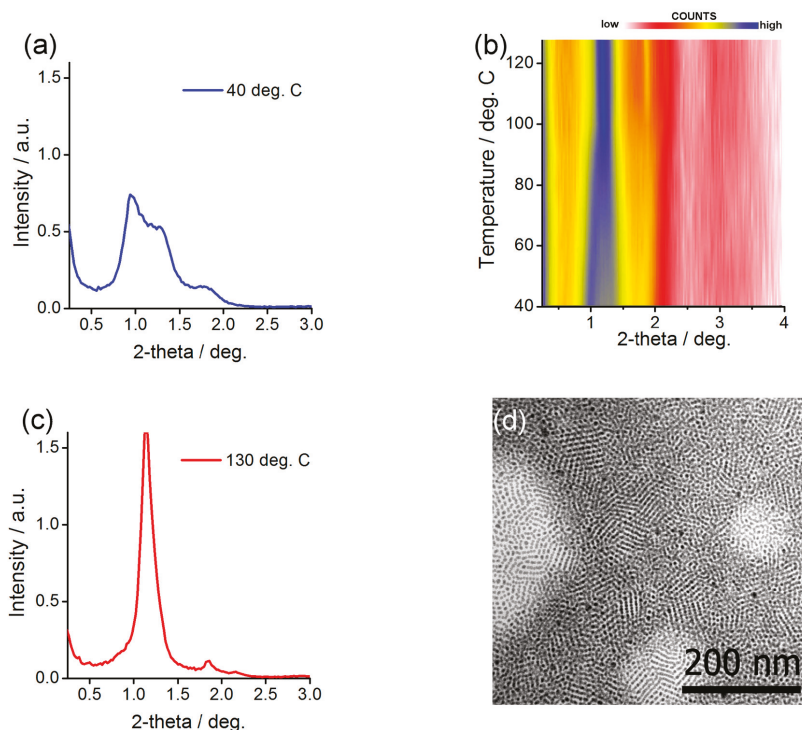 (a)
1.5
1.0
0.5
0.0
40 deg. C
Intensity / a.u.
0.5 1.0 1.5 2.0 2.5 3.0
2-theta / deg.
COUNTS
low high
(b)
120
100
80
60
40
Temperature / deg. C
1 2 3 4
2-theta / deg.
(c)
1.5
1.0
0.5
0.0
130 deg. C
Intensity / a.u.
0.5 1.0 1.5 2.0 2.5 3.0
2-theta / deg.
(d)
200 nm